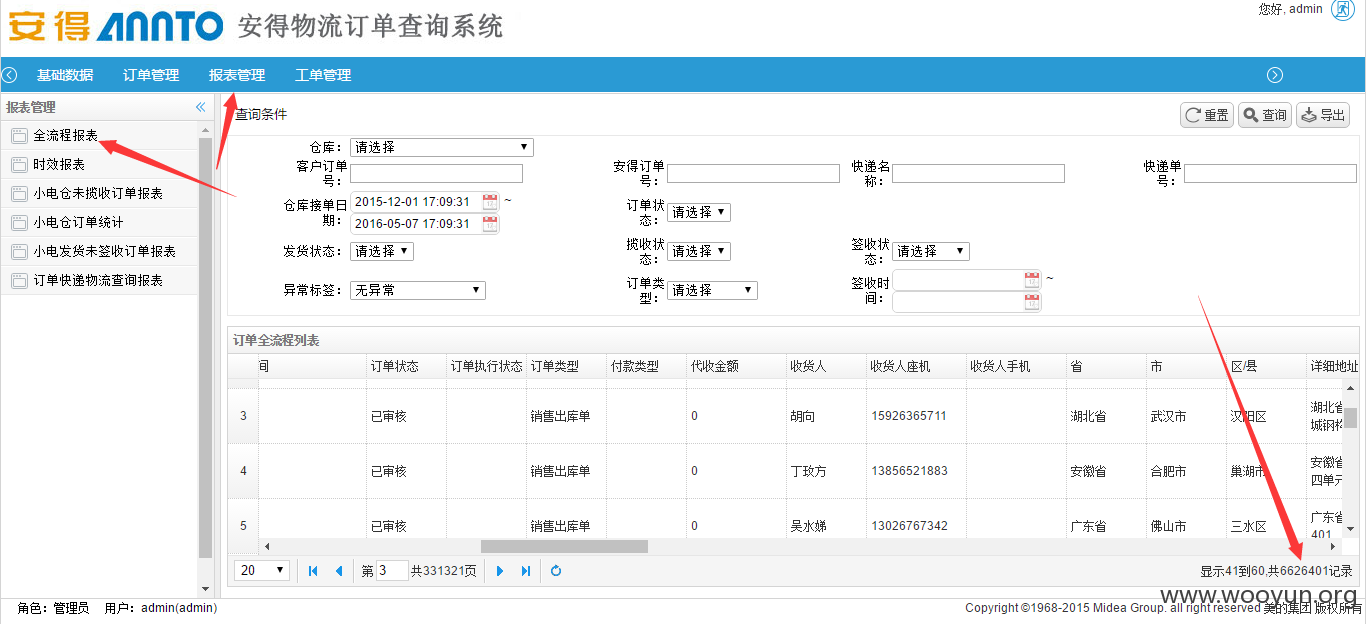 安得 ANNTO 安得物流订单查询系统
您好, admin
基础数据 订单管理 报表管理 工单管理
报表管理
全流程报表
时效报表
小电仓未揽收订单报表
小电仓订单统计
小电发货未签收订单报表
订单快递物流查询报表
查询条件
重置 查询 导出
仓库： 请选择
客户订单号：
安得订单号：
快递名称：
快递单号：
仓库接单日期： 2015-12-01 17:09:31 ~
2016-05-07 17:09:31
订单状态： 请选择
发货状态： 请选择
揽收状态： 请选择
签收状态： 请选择
异常标签： 无异常
订单类型： 请选择
签收时间： ~
订单全流程列表
间 订单状态 订单执行状态 订单类型 付款类型 代收金额 收货人 收货人座机 收货人手机 省 市 区/县 详细地址
3 已审核 销售出库单 0 胡向 15926365711 湖北省 武汉市 汉阳区 湖北省
城钢材
4 已审核 销售出库单 0 丁玫方 13856521883 安徽省 合肥市 巢湖市 安徽省
四单元
5 已审核 销售出库单 0 吴水娣 13026767342 广东省 佛山市 三水区 广东省
401
20 第 3 共331321页
显示41到60,共6626401记录
www.wooyun.org
角色：管理员 用户：admin(admin)
Copyright ©1968-2015 Midea Group. all right reserved 美的集团 版权所有